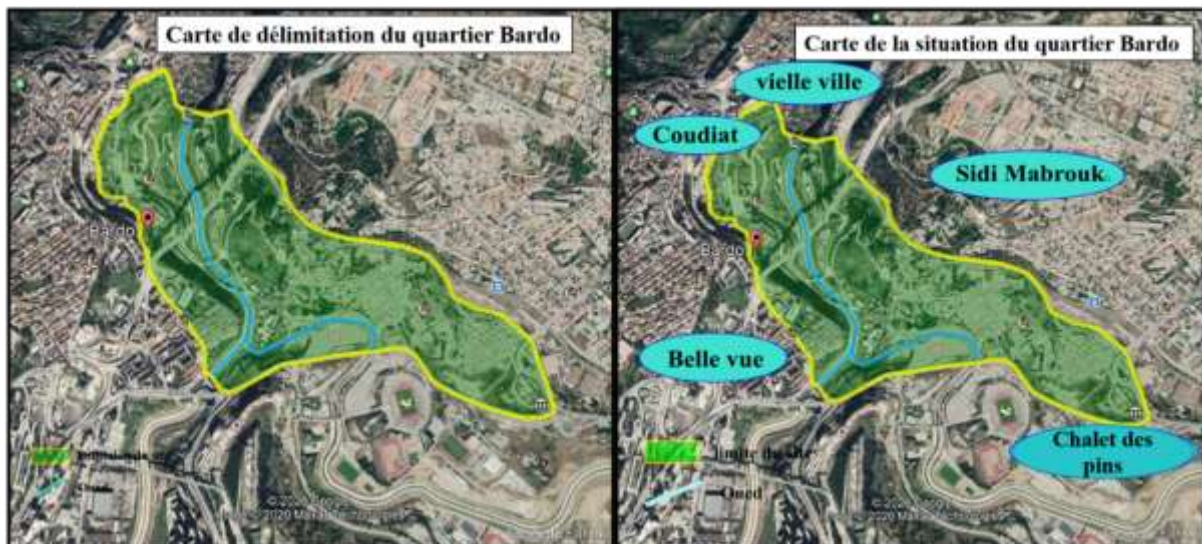 Carte de délimitation du quartier Bardo
Bardo
Carte de la situation du quartier Bardo
vielle ville
Coudiat
Sidi Mabrouk
Bardo
Belle vue
Chalet des
pins
limite du site
Oued